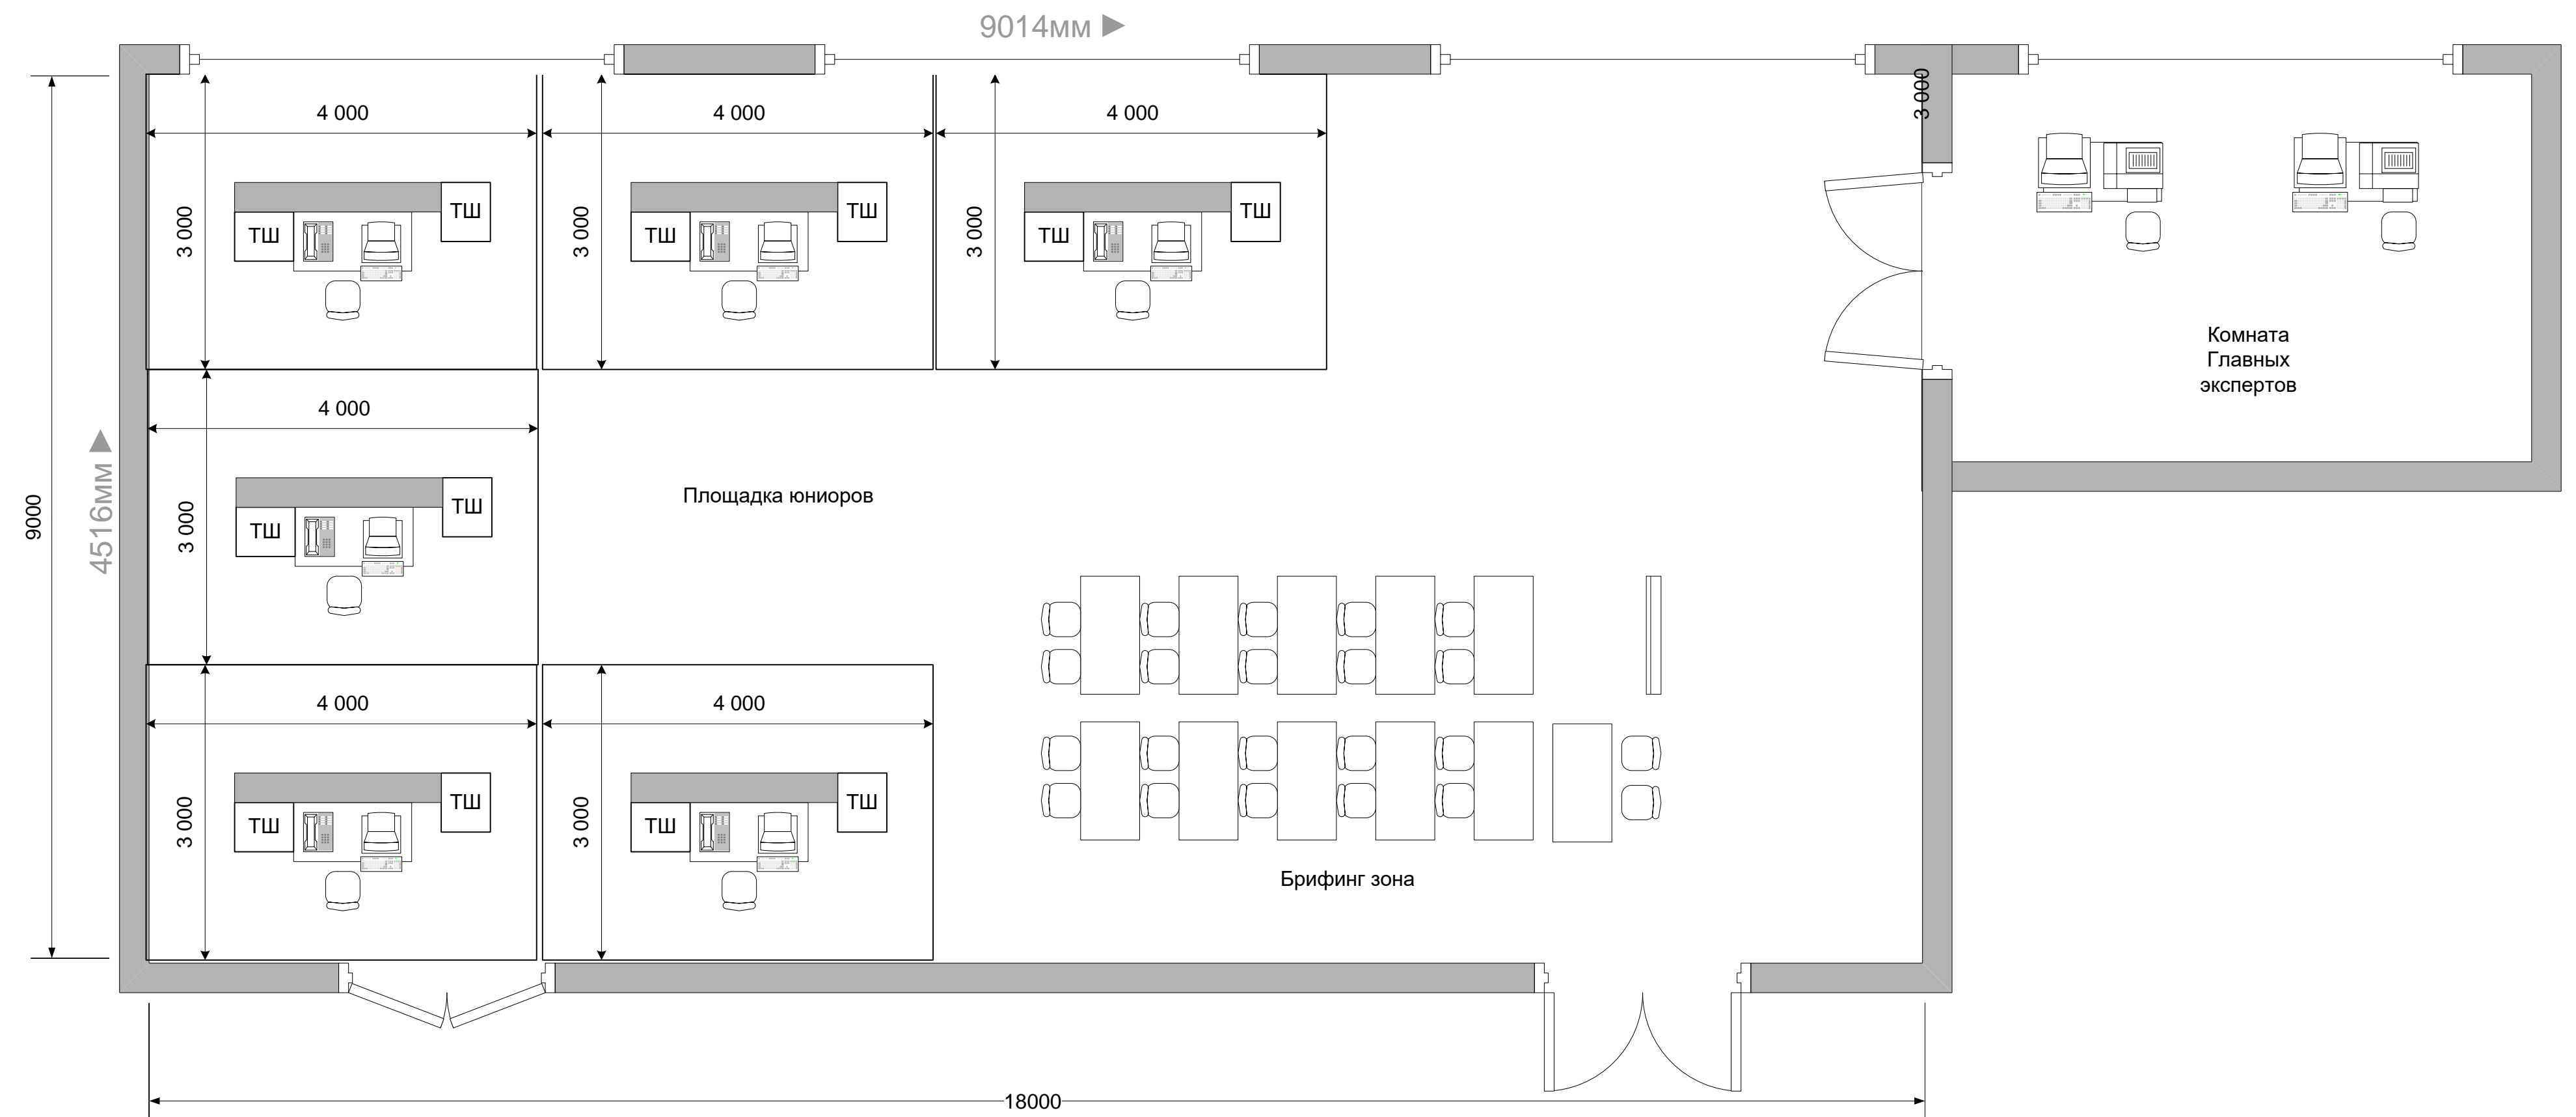 9014мм
4 000
4 000
4 000
3 000
3 000
3 000
3 000
ТШ
ТШ
ТШ
ТШ
ТШ
ТШ
Комната
Главных
экспертов
4 000
3 000
ТШ
ТШ
Площадка юниоров
9000
4516мм
4 000
4 000
3 000
3 000
ТШ
ТШ
ТШ
ТШ
Брифинг зона
18000